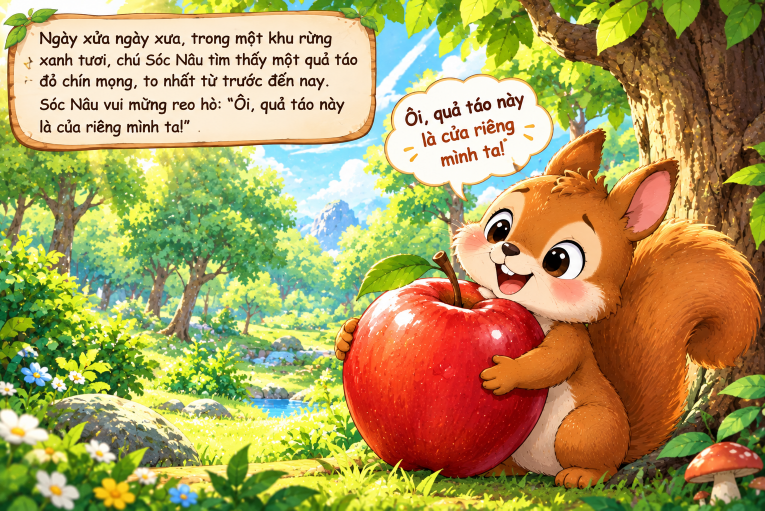 Ngày xửa ngày xưa, trong một khu rừng
xanh tươi, chú Sóc Nâu tìm thấy một quả táo
đỏ chín mọng, to nhất từ trước đến nay.
Sóc Nâu vui mừng reo hò: “Ôi, quả táo này
là của riêng mình ta!”
Ôi, quả táo này
là cửa riêng
mình ta!